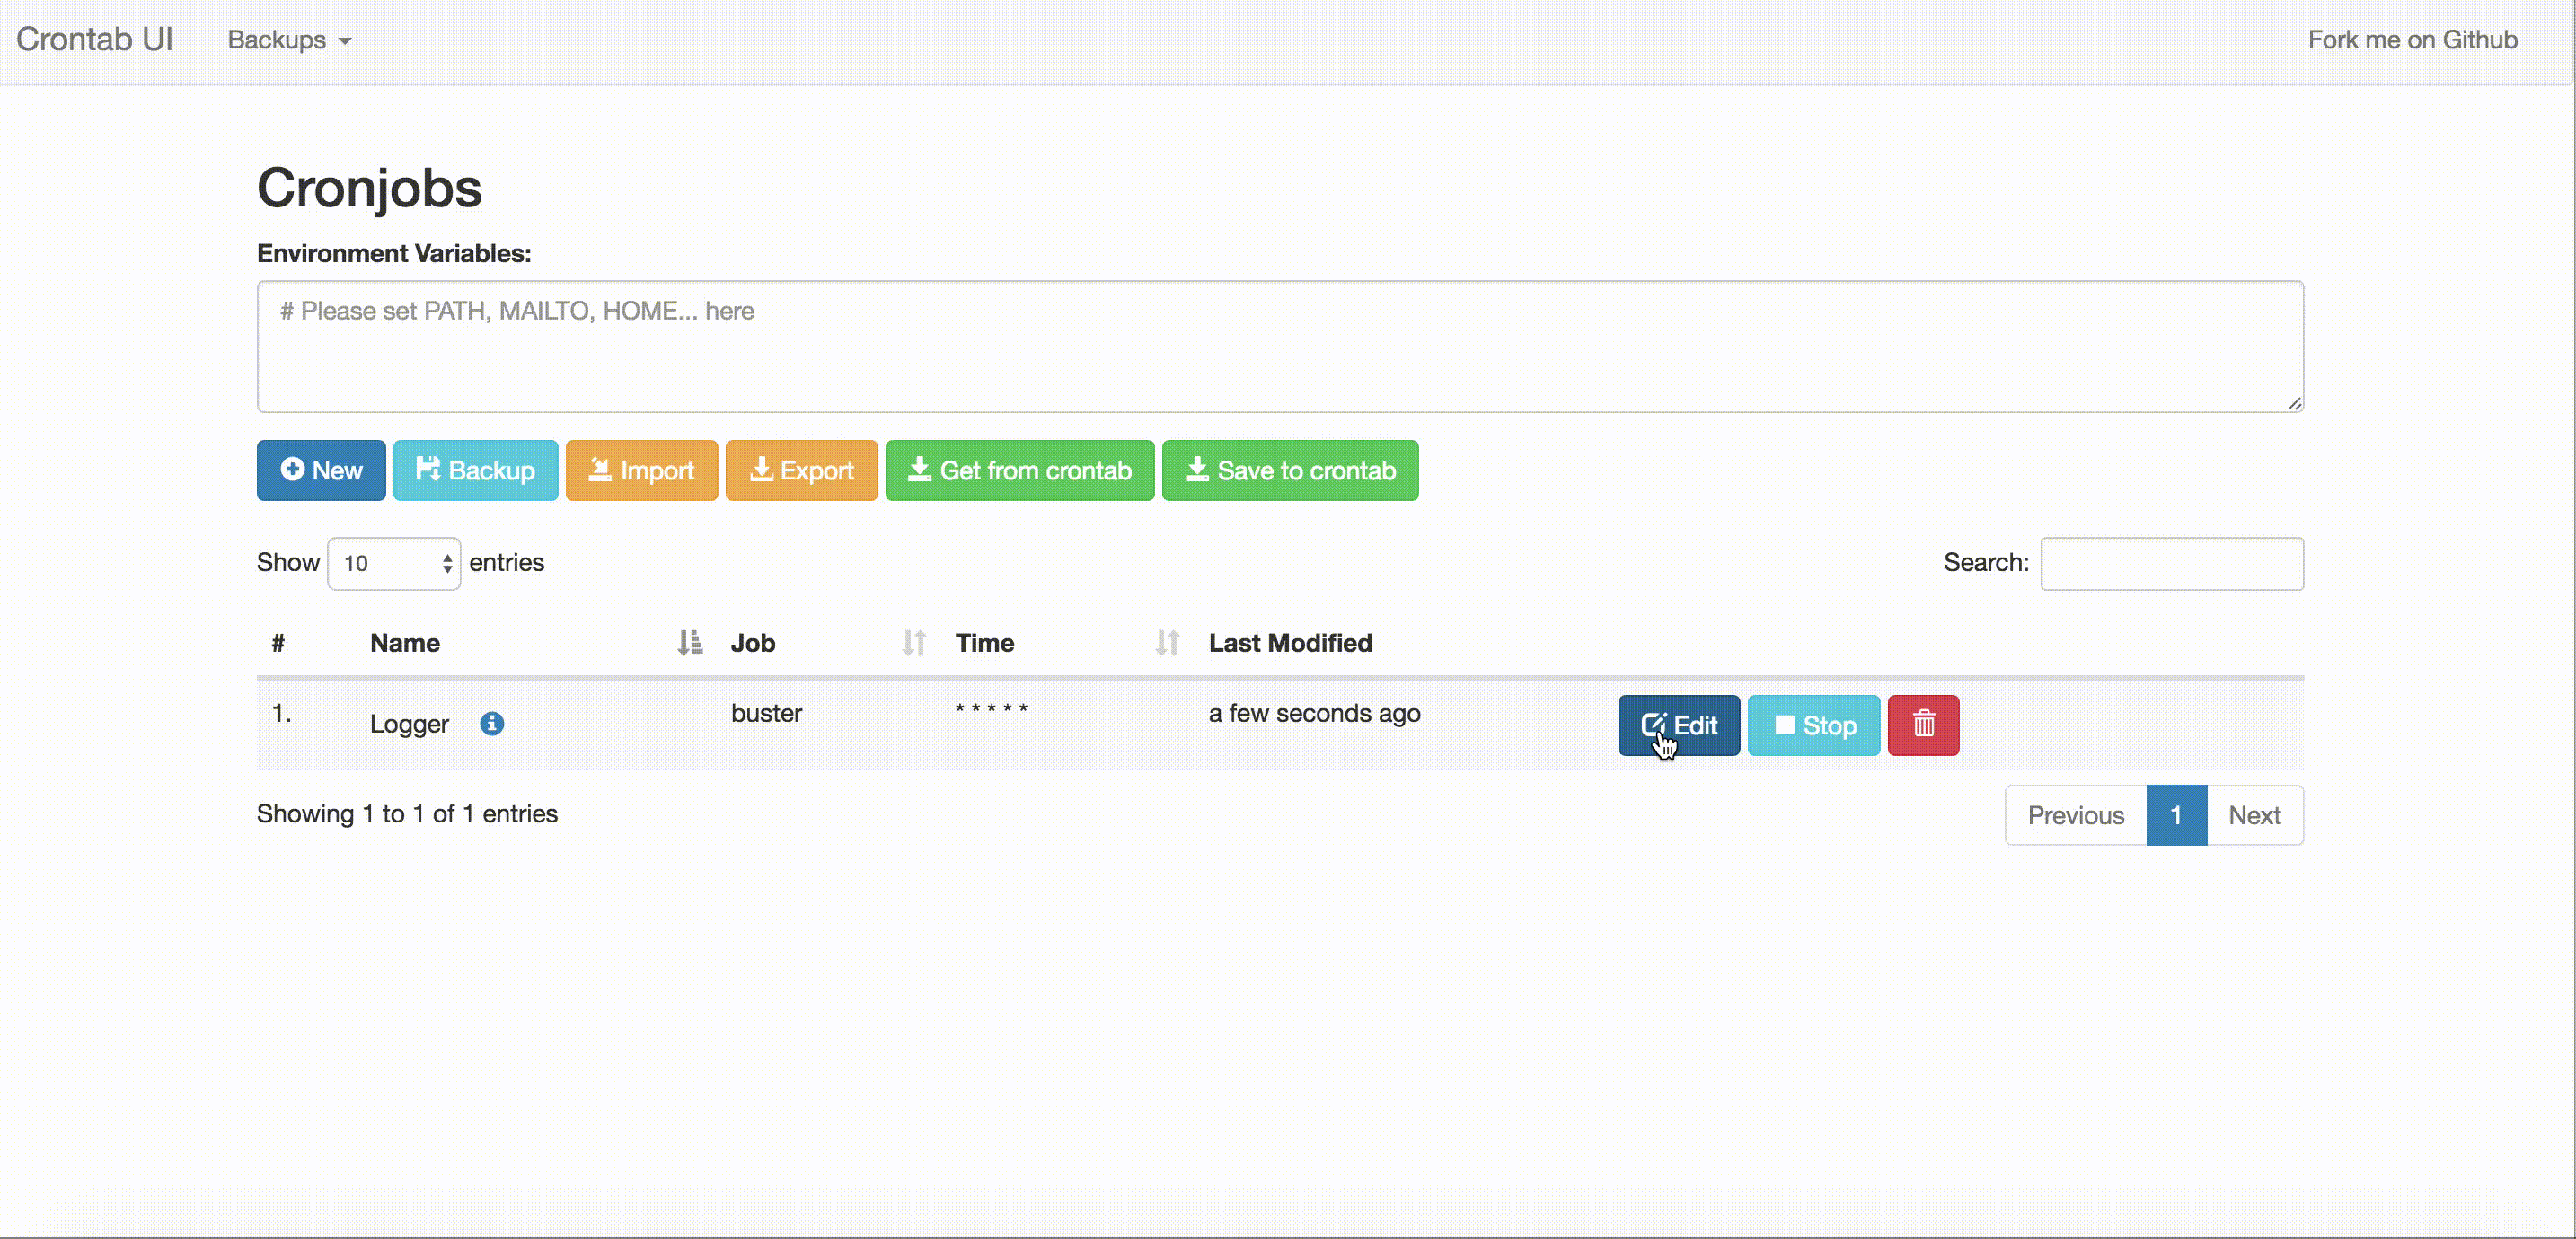 Crontab UI Backups Fork me on Github
Cronjobs
Environment Variables:
# Please set PATH, MAILTO, HOME... here
New Backup Import Export Get from crontab Save to crontab
Show 10 entries Search:
# Name Job Time Last Modified
1. Logger buster * * * * * a few seconds ago Edit Stop
Showing 1 to 1 of 1 entries Previous 1 Next